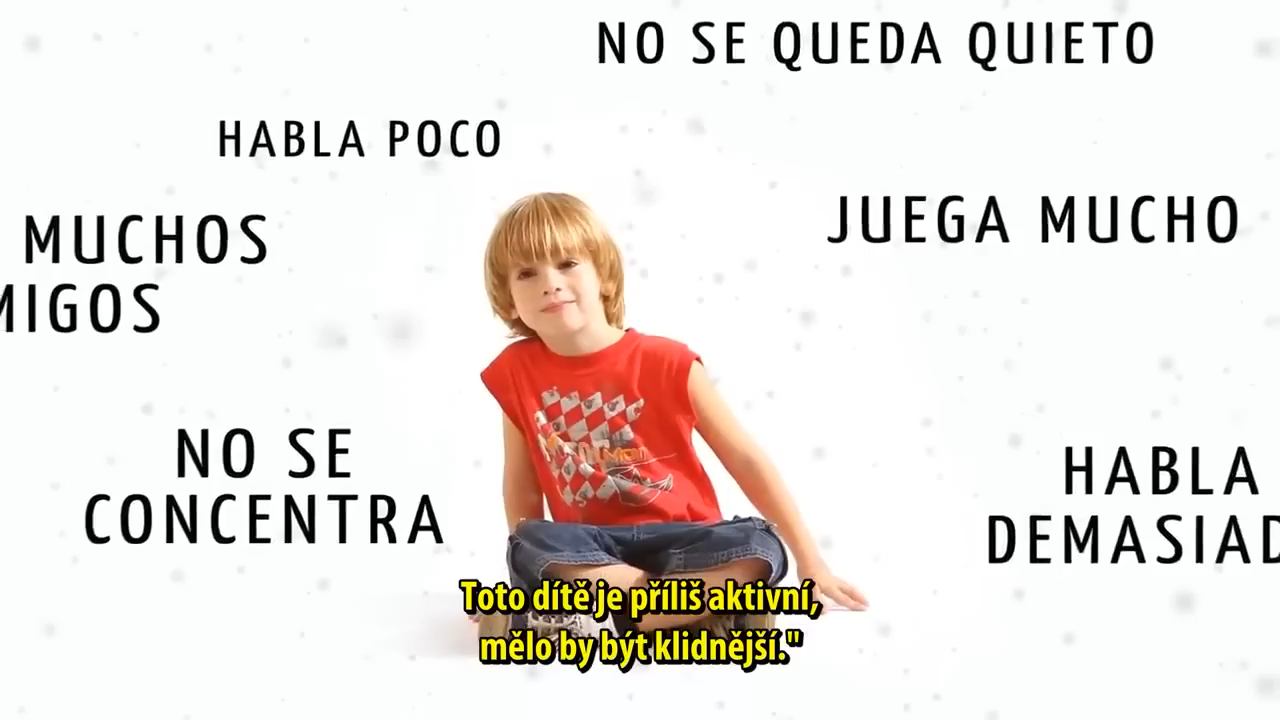 NO SE QUEDA QUIETO
HABLA POCO
JUEGA MUCHO
MUCHOS
MIGOS
NO SE
CONCENTRA
HABLA
DEMASIAD
Toto dítě je příliš aktivní,
mělo by být klidnější."